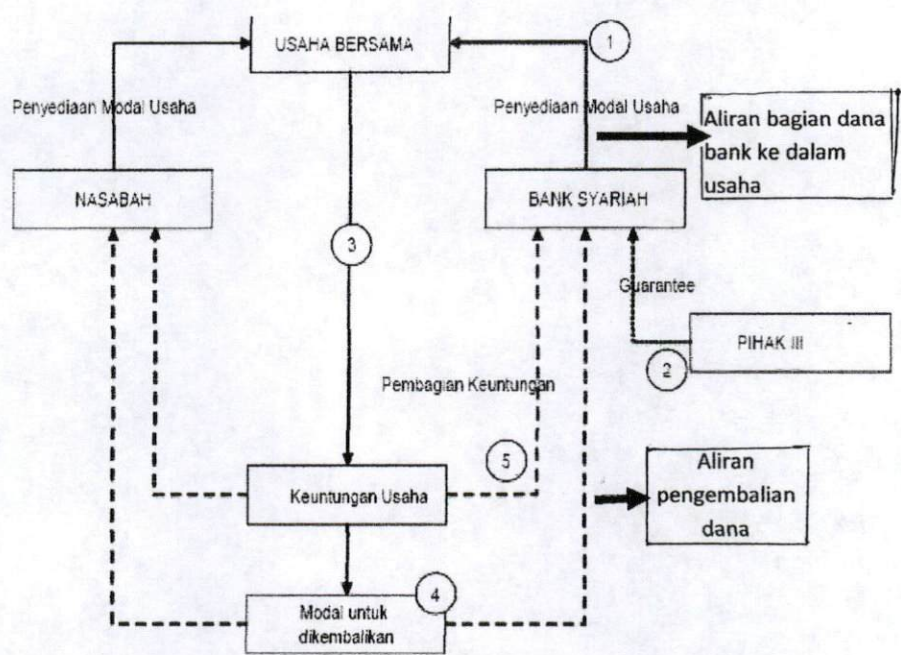 USAHA BERSAMA
1
Penyediaan Modal Usaha
Penyediaan Modal Usaha
Aliran bagian dana
bank ke dalam
usaha
NASABAH
BANK SYARIAH
3
Guarantee
PIHAK III
2
Pembagian Keuntungan
5
Keuntungan Usaha
Aliran
pengembalian
dana
4
Modal untuk
dikembalikan